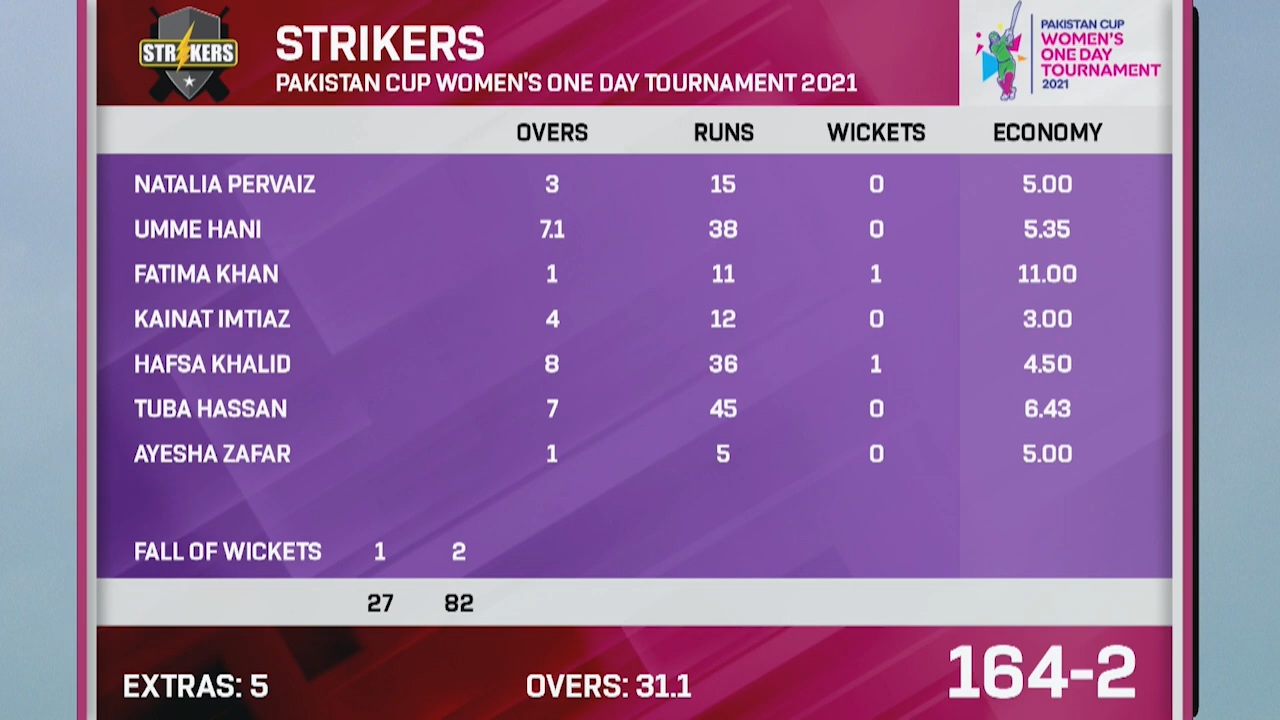 STRIKERS
STRIKERS
PAKISTAN CUP WOMEN'S ONE DAY TOURNAMENT 2021
PAKISTAN CUP
WOMEN'S
ONE DAY
TOURNAMENT
2021
OVERS RUNS WICKETS ECONOMY
NATALIA PERVAIZ 3 15 0 5.00
UMME HANI 7.1 38 0 5.35
FATIMA KHAN 1 11 1 11.00
KAINAT IMTIAZ 4 12 0 3.00
HAFSA KHALID 8 36 1 4.50
TUBA HASSAN 7 45 0 6.43
AYESHA ZAFAR 1 5 0 5.00
FALL OF WICKETS 1 2
27 82
EXTRAS: 5 OVERS: 31.1 164-2